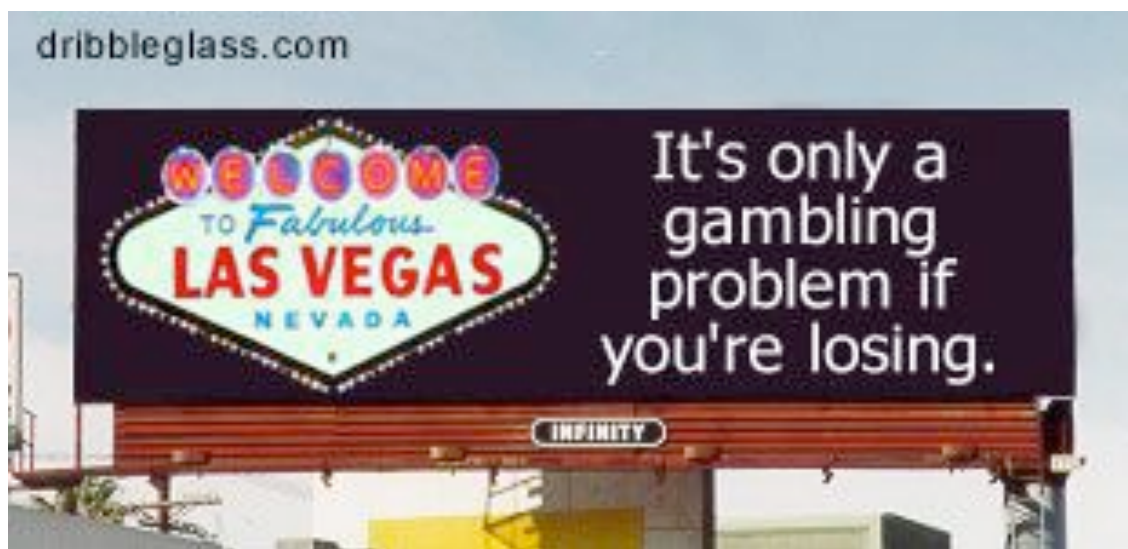 dribbleglass.com
WELCOME
TO Fabulous
LAS VEGAS
NEVADA
It's only a
gambling
problem if
you're losing.
INFINITY